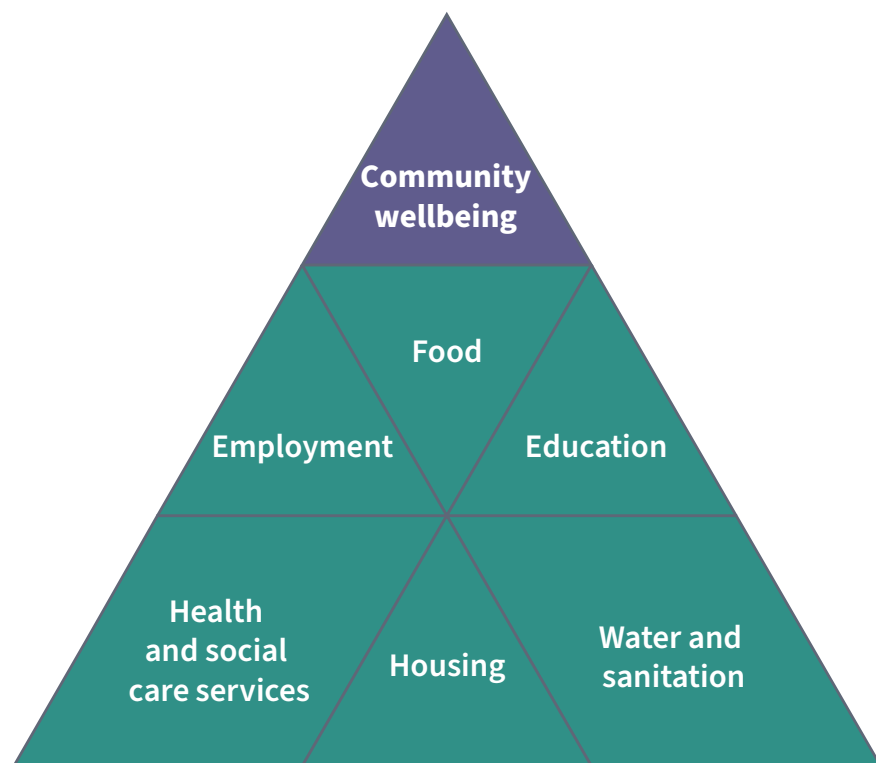 Community
wellbeing
Food
Employment
Education
Health
and social
care services
Housing
Water and
sanitation